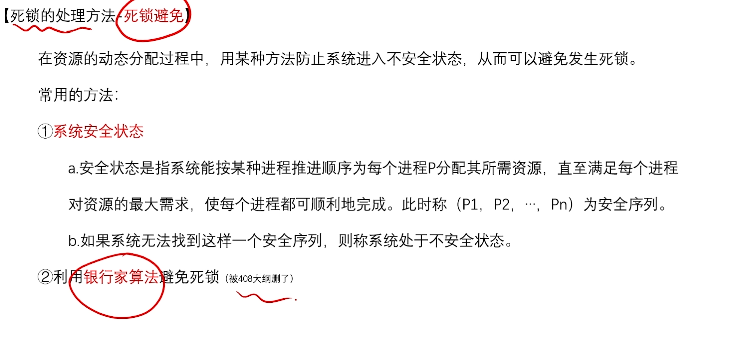 【死锁的处理方法-死锁避免】
在资源的动态分配过程中，用某种方法防止系统进入不安全状态，从而可以避免发生死锁。
常用的方法：
①系统安全状态
a.安全状态是指系统能按某种进程推进顺序为每个进程P分配其所需资源，直至满足每个进程
对资源的最大需求，使每个进程都可顺利地完成。此时称（P1，P2，…，Pn）为安全序列。
b.如果系统无法找到这样一个安全序列，则称系统处于不安全状态。
②利用银行家算法避免死锁（被408大纲删了）